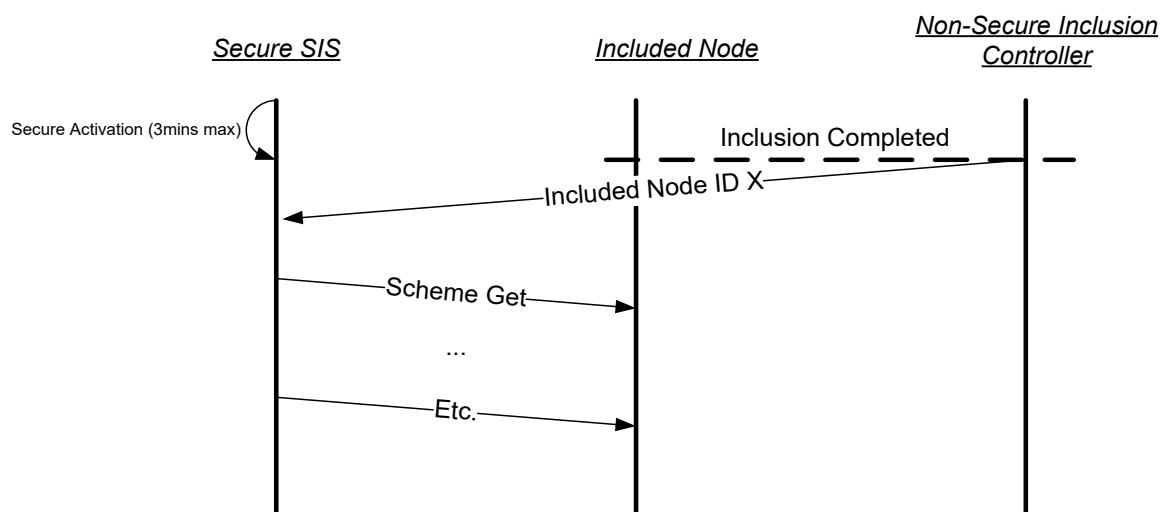 Secure SIS
Included Node
Non-Secure Inclusion
Controller
Secure Activation (3mins max)
Inclusion Completed
Included Node ID X
Scheme Get
...
Etc.